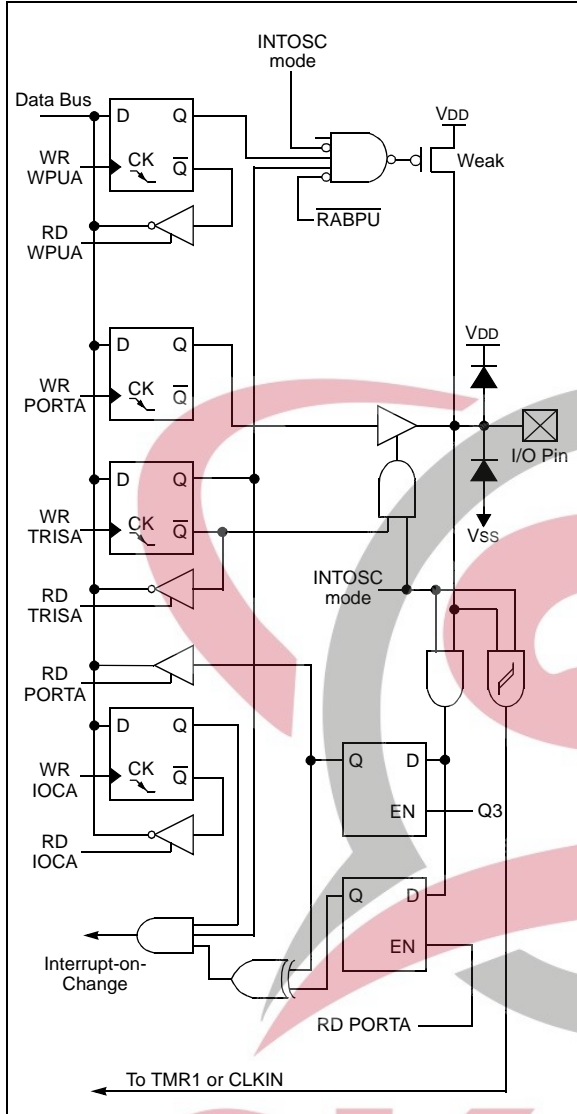 INTOSC
mode
Data Bus
D Q
VDD
WR
WPUA
CK Q
Weak
RD
WPUA
RABPU
D Q
VDD
WR
PORTA
CK Q
I/O Pin
D Q
WR
TRISA
CK Q
VSS
INTOSC
mode
RD
TRISA
RD
PORTA
D Q
WR
IOCA
CK Q
Q D
EN
Q3
RD
IOCA
Q D
EN
Interrupt-on-
Change
RD PORTA
To TMR1 or CLKIN